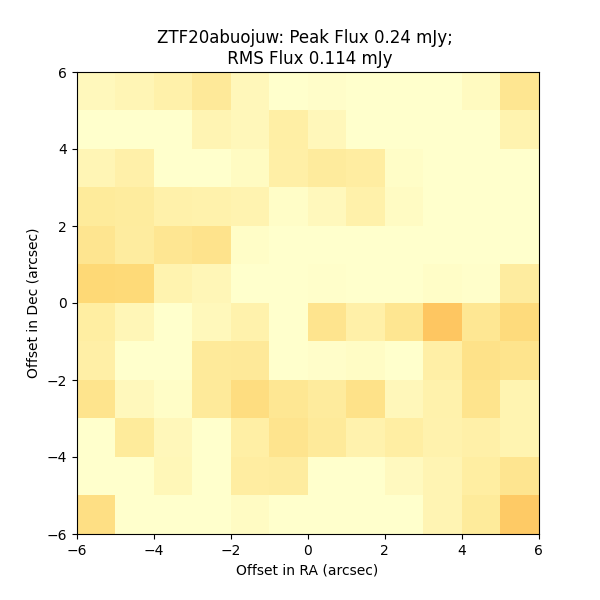 ZTF20abuojuw: Peak Flux 0.24 mJy;
RMS Flux 0.114 mJy
6
4
2
0
−2
−4
−6
Offset in Dec (arcsec)
−6 −4 −2 0 2 4 6
Offset in RA (arcsec)